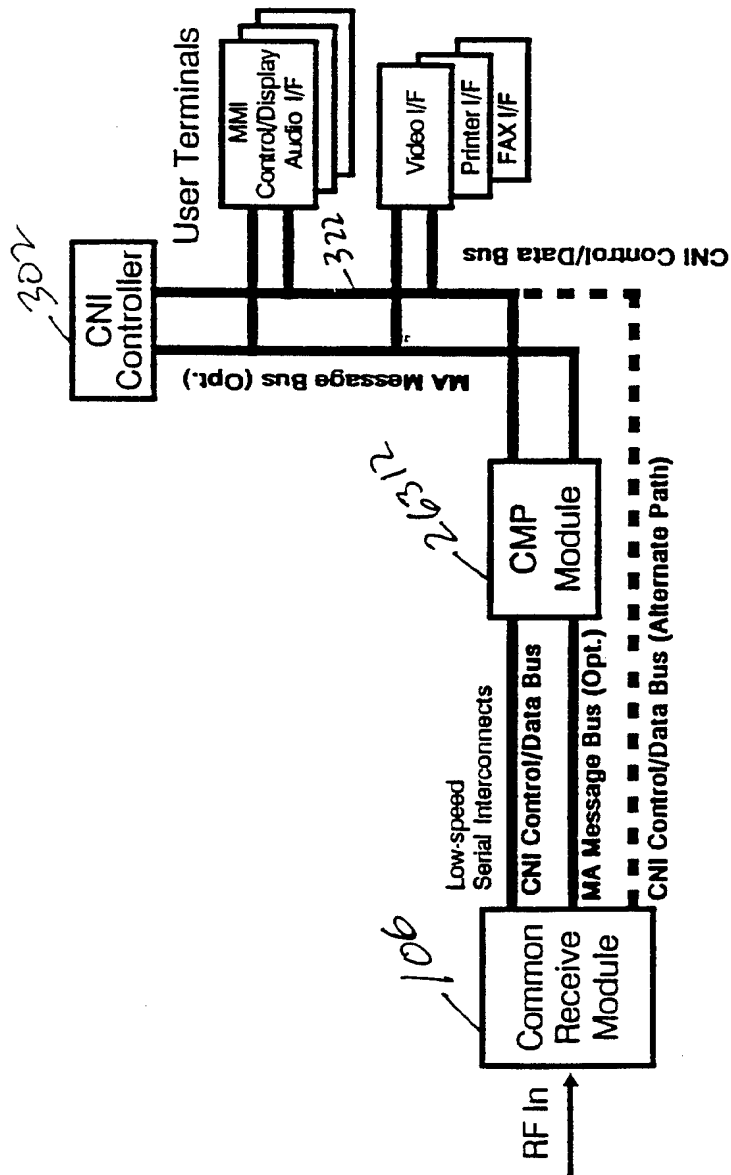 RF In
Common
Receive
Module
106
Low-speed
Serial Interconnects
CNI Control/Data Bus
MA Message Bus (Opt.)
CNI Control/Data Bus (Alternate Path)
CMP
Module
26312
CNI
Controller
302
MA Message Bus (Opt.)
CNI Control/Data Bus
322
User Terminals
MMI
Control/Display
Audio I/F
Video I/F
Printer I/F
FAX I/F